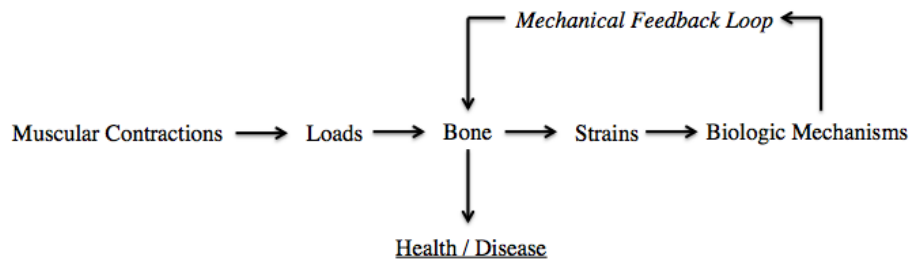 Mechanical Feedback Loop
Muscular Contractions Loads Bone Strains Biologic Mechanisms
Health / Disease